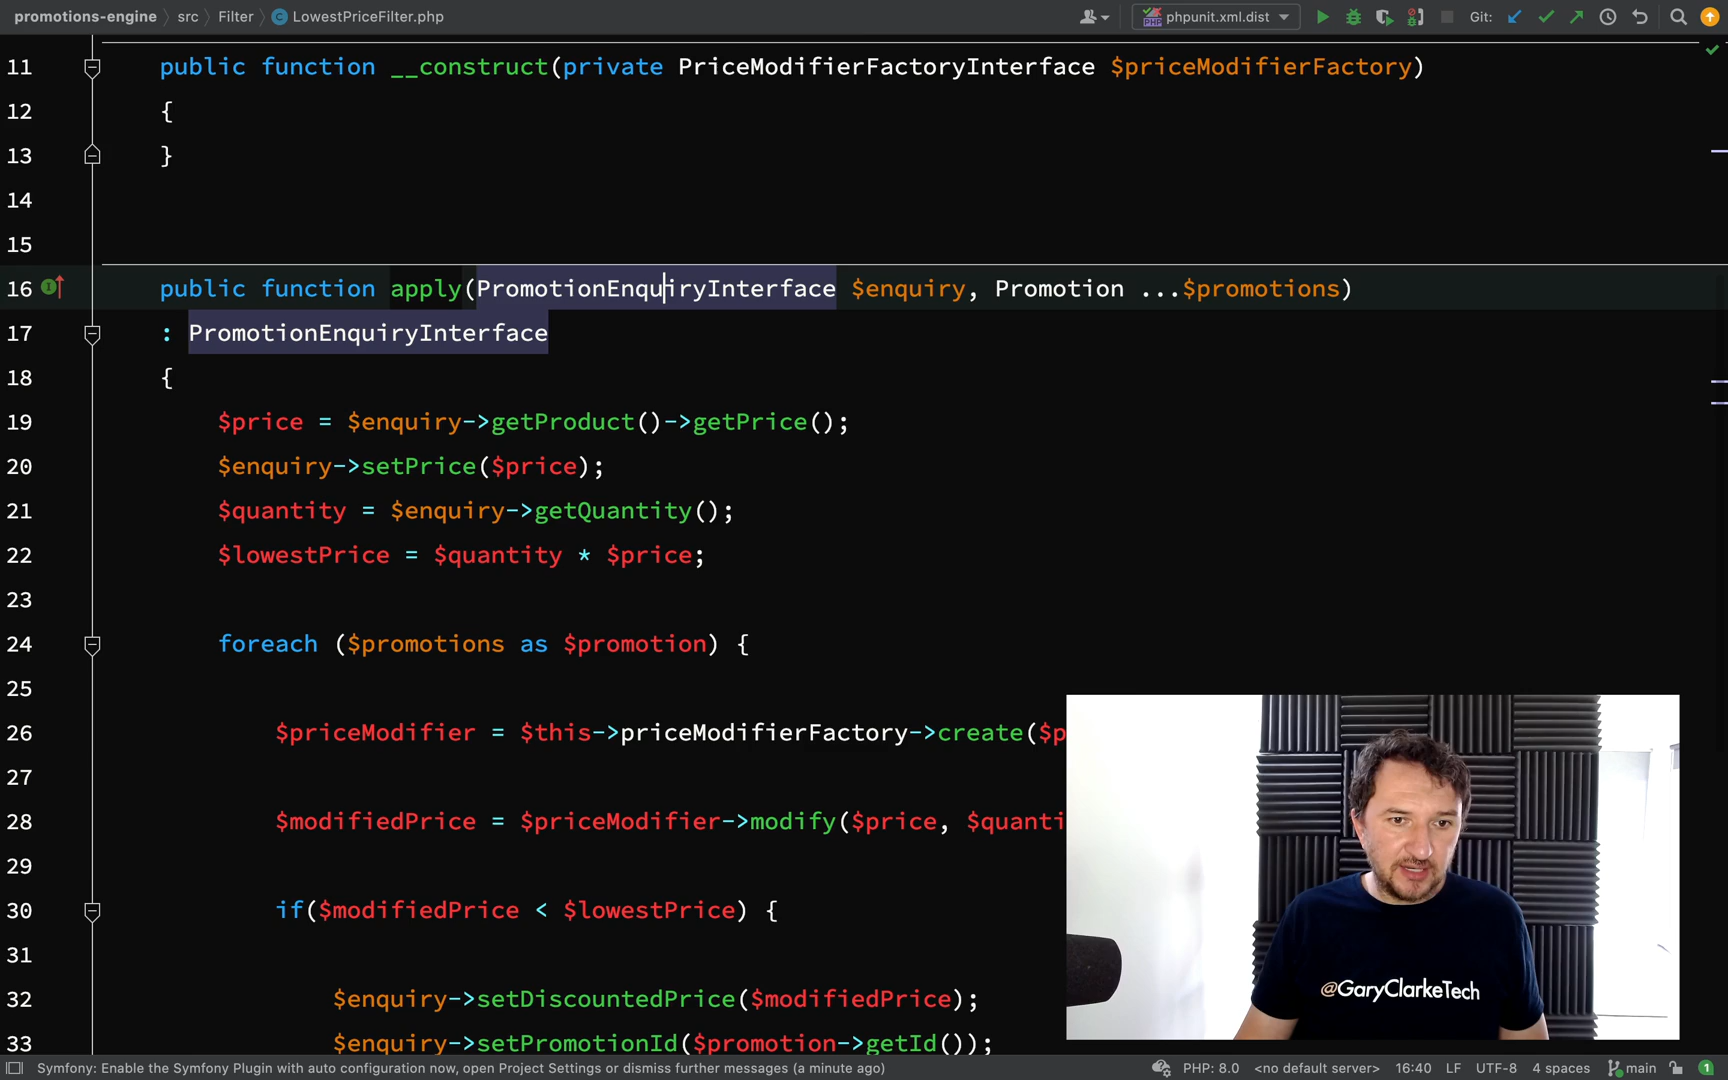 promotions-engine src Filter LowestPriceFilter.php phpunit.xml.dist Git:
11 public function __construct(private PriceModifierFactoryInterface $priceModifierFactory)
12 {
13 }
14
15
16 public function apply(PromotionEnquiryInterface $enquiry, Promotion ...$promotions)
17 : PromotionEnquiryInterface
18 {
19 $price = $enquiry->getProduct()->getPrice();
20 $enquiry->setPrice($price);
21 $quantity = $enquiry->getQuantity();
22 $lowestPrice = $quantity * $price;
23
24 foreach ($promotions as $promotion) {
25
26 $priceModifier = $this->priceModifierFactory->create($p
27
28 $modifiedPrice = $priceModifier->modify($price, $quanti
29
30 if($modifiedPrice < $lowestPrice) {
31
32 $enquiry->setDiscountedPrice($modifiedPrice);
33 $enquiry->setPromotionId($promotion->getId());
@GaryClarkeTech
Symfony: Enable the Symfony Plugin with auto configuration now, open Project Settings or dismiss further messages (a minute ago) PHP: 8.0 <no default server> 16:40 LF UTF-8 4 spaces main 1